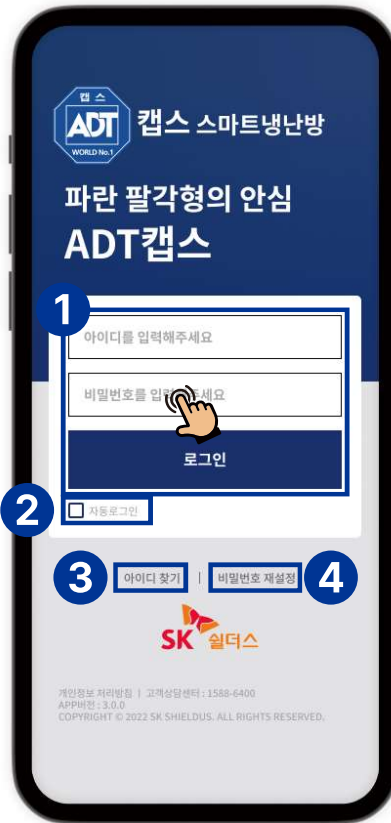 캡스
ADT
WORLD No.1
캡스 스마트냉난방
파란 팔각형의 안심
ADT캡스
1
아이디를 입력해주세요
비밀번호를 입력해주세요
로그인
2
자동로그인
3
아이디 찾기 | 비밀번호 재설정
4
SK 쉴더스
개인정보 처리방침 | 고객상담센터 : 1588-6400
APP버전 : 3.0.0
COPYRIGHT © 2022 SK SHIELDUS. ALL RIGHTS RESERVED.